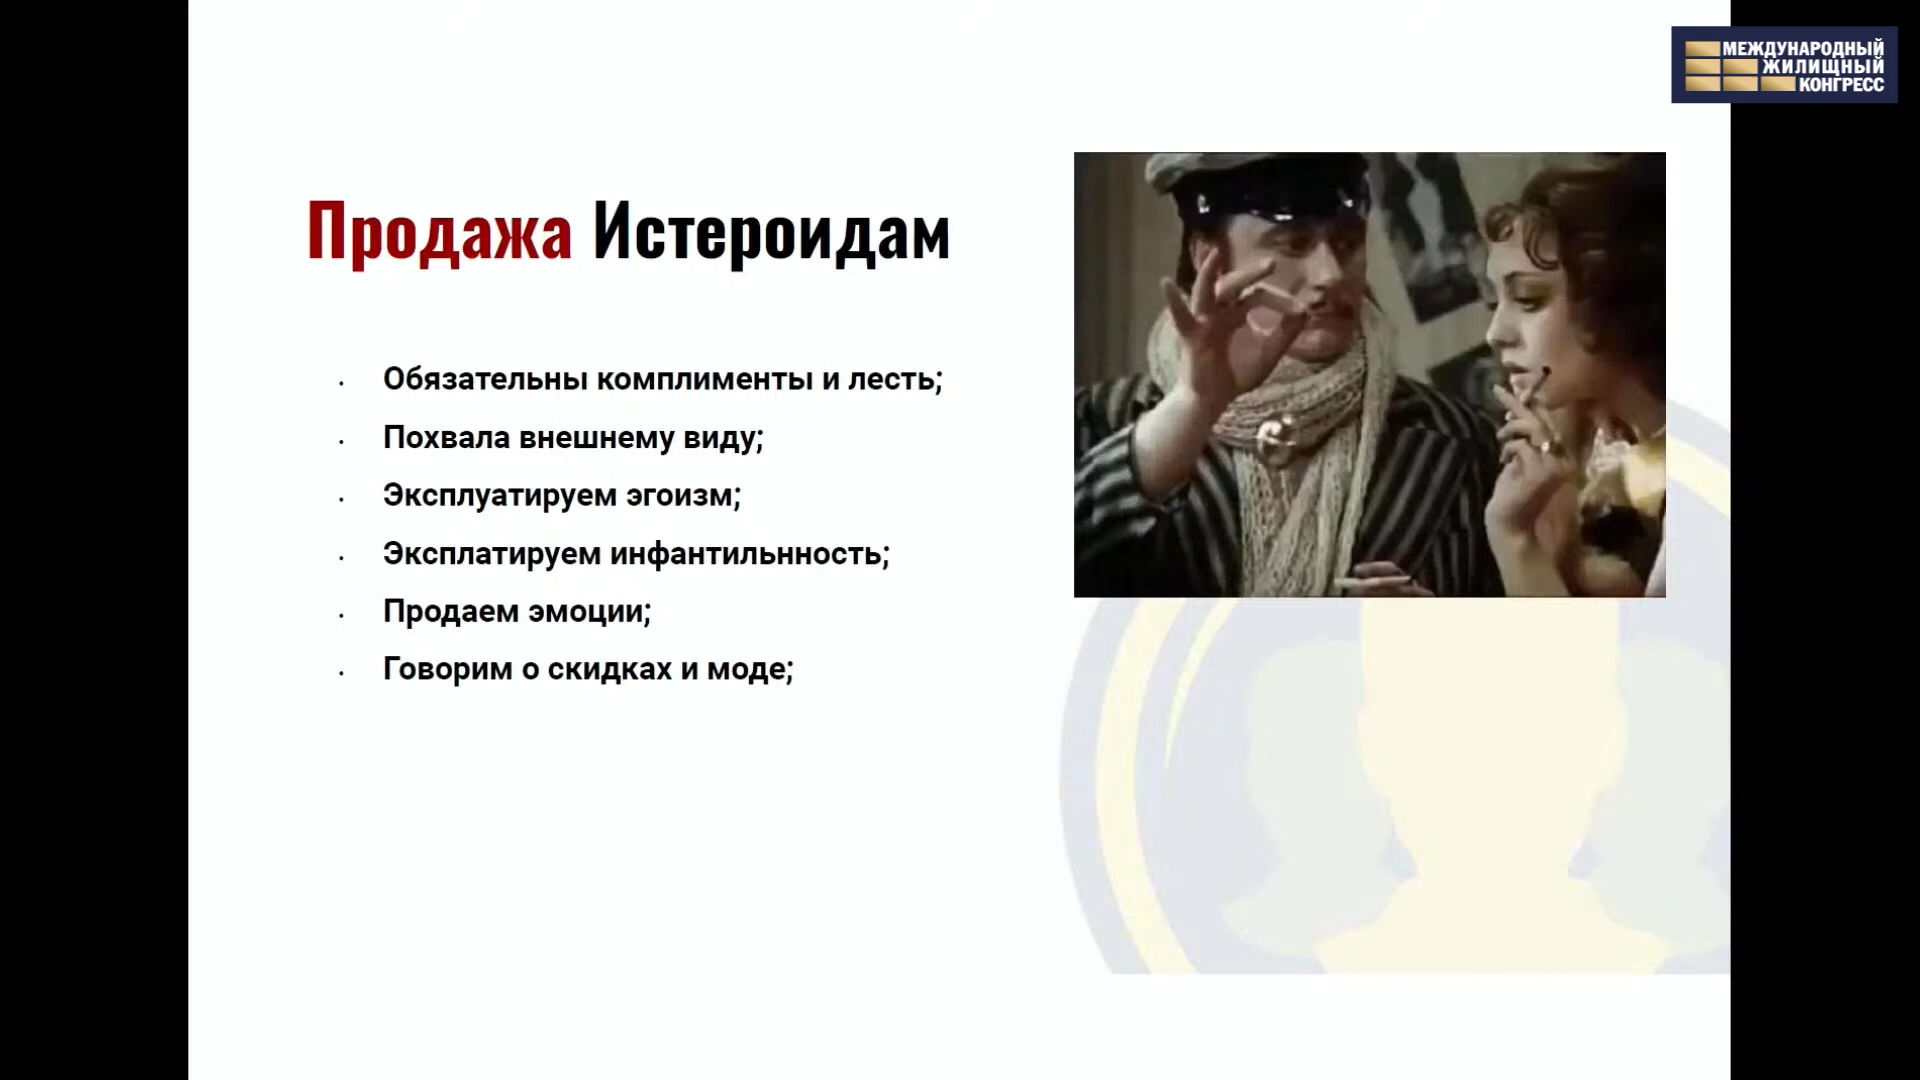 МЕЖДУНАРОДНЫЙ
ЖИЛИЩНЫЙ
КОНГРЕСС
Продажа Истероидам
· Обязательны комплименты и лесть;
· Похвала внешнему виду;
· Эксплуатируем эгоизм;
· Эксплатируем инфантильнность;
· Продаем эмоции;
· Говорим о скидках и моде;